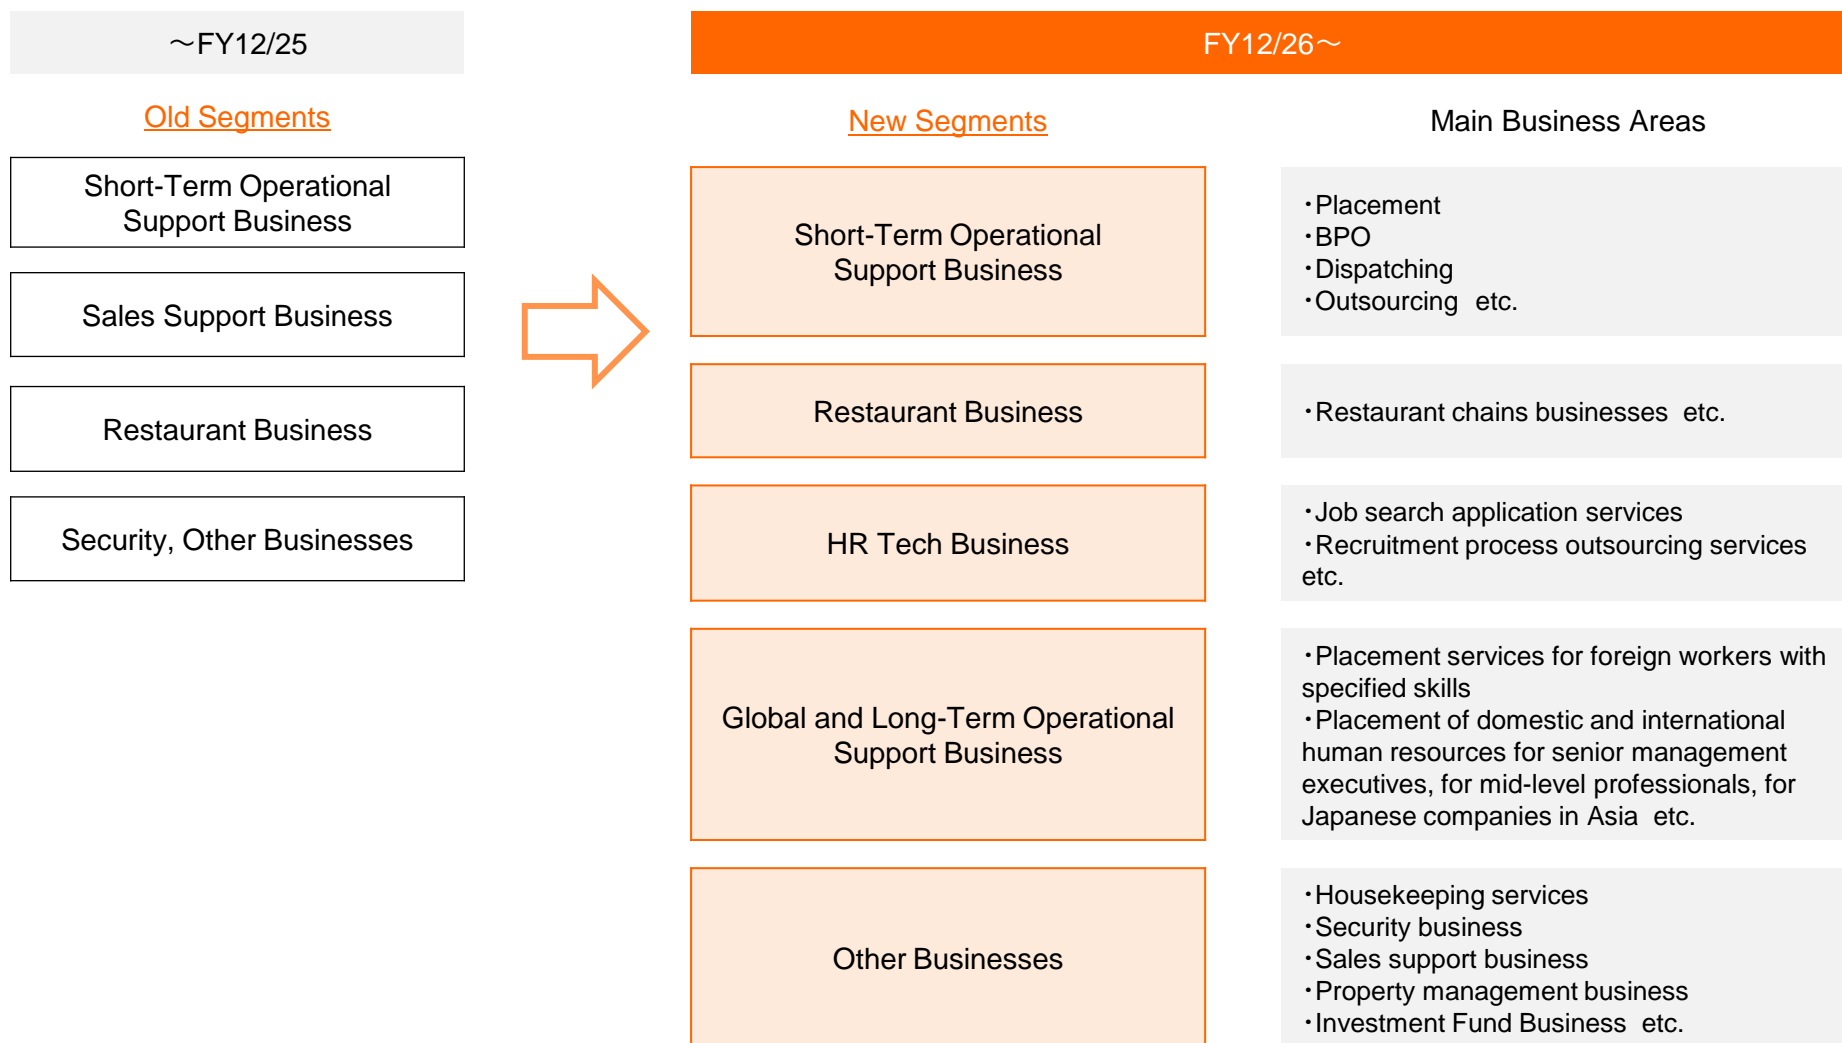 ～FY12/25
FY12/26～
Old Segments
New Segments
Main Business Areas
Short-Term Operational
Support Business
Sales Support Business
Restaurant Business
Security, Other Businesses
Short-Term Operational
Support Business
・Placement
・BPO
・Dispatching
・Outsourcing etc.
Restaurant Business
・Restaurant chains businesses etc.
HR Tech Business
・Job search application services
・Recruitment process outsourcing services
etc.
Global and Long-Term Operational
Support Business
・Placement services for foreign workers with
specified skills
・Placement of domestic and international
human resources for senior management
executives, for mid-level professionals, for
Japanese companies in Asia etc.
Other Businesses
・Housekeeping services
・Security business
・Sales support business
・Property management business
・Investment Fund Business etc.